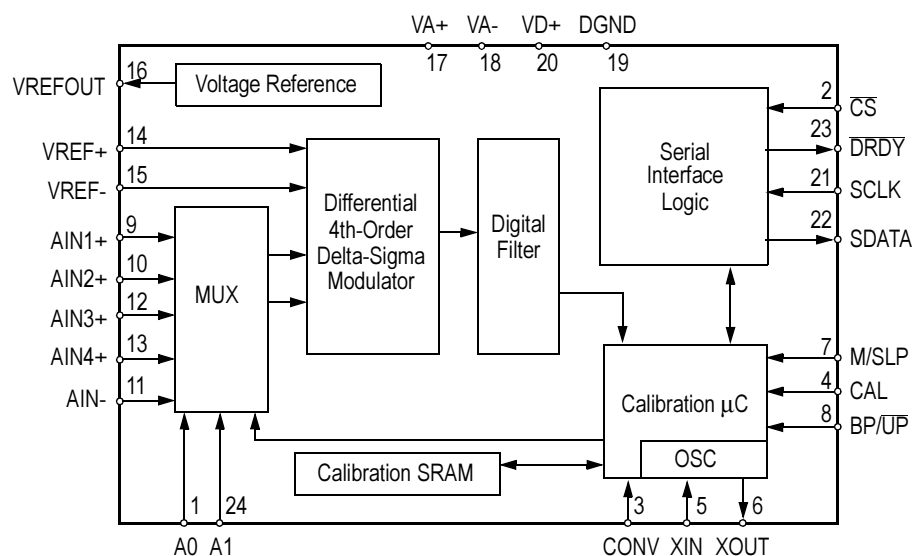 VA+ VA- VD+ DGND
17 18 20 19
VREFOUT 16 Voltage Reference
VREF+ 14
VREF- 15
AIN1+ 9
AIN2+ 10
AIN3+ 12
AIN4+ 13
AIN- 11
MUX
Differential
4th-Order
Delta-Sigma
Modulator
Digital
Filter
Serial
Interface
Logic
2 C̅S̅
23 D̅R̅D̅Y̅
21 SCLK
22 SDATA
7 M/SLP
4 CAL
8 BP/U̅P̅
Calibration µC
OSC
Calibration SRAM
1 24 3 5 6
A0 A1 CONV XIN XOUT